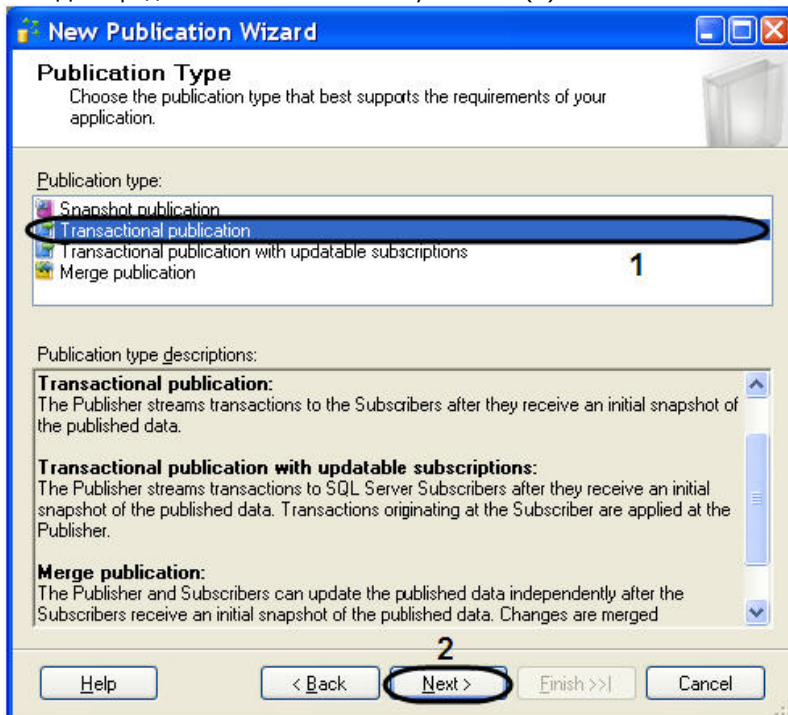 New Publication Wizard
Publication Type
Choose the publication type that best supports the requirements of your
application.
Publication type:
Snapshot publication
Transactional publication
Transactional publication with updatable subscriptions
1
Merge publication
Publication type descriptions:
Transactional publication:
The Publisher streams transactions to the Subscribers after they receive an initial snapshot of
the published data.
Transactional publication with updatable subscriptions:
The Publisher streams transactions to SQL Server Subscribers after they receive an initial
snapshot of the published data. Transactions originating at the Subscriber are applied at the
Publisher.
Merge publication:
The Publisher and Subscribers can update the published data independently after the
Subscribers receive an initial snapshot of the published data. Changes are merged
2
Help
< Back
Next >
Finish >>|
Cancel